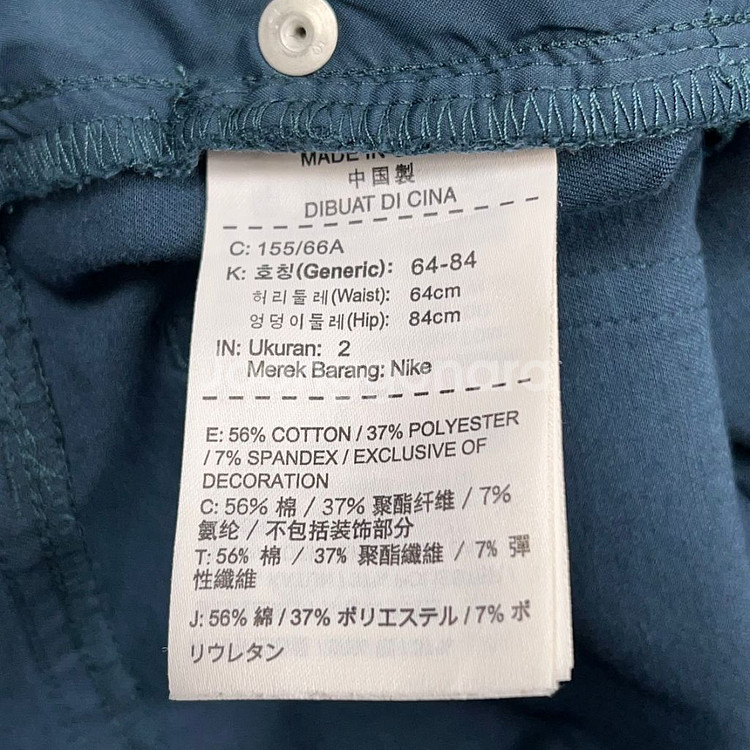 MADE IN
中国製
DIBUAT DI CINA
C: 155/66A
K: 호칭(Generic): 64-84
허리둘레(Waist): 64cm
엉덩이둘레(Hip): 84cm
IN: Ukuran: 2
Merek Barang: Nike
E: 56% COTTON / 37% POLYESTER
/ 7% SPANDEX / EXCLUSIVE OF
DECORATION
C: 56% 棉 / 37% 聚酯纤维 / 7%
氨纶 / 不包括装饰部分
T: 56% 棉 / 37% 聚酯纖維 / 7% 彈
性纖維
J: 56% 綿 / 37% ポリエステル / 7% ポ
リウレタン